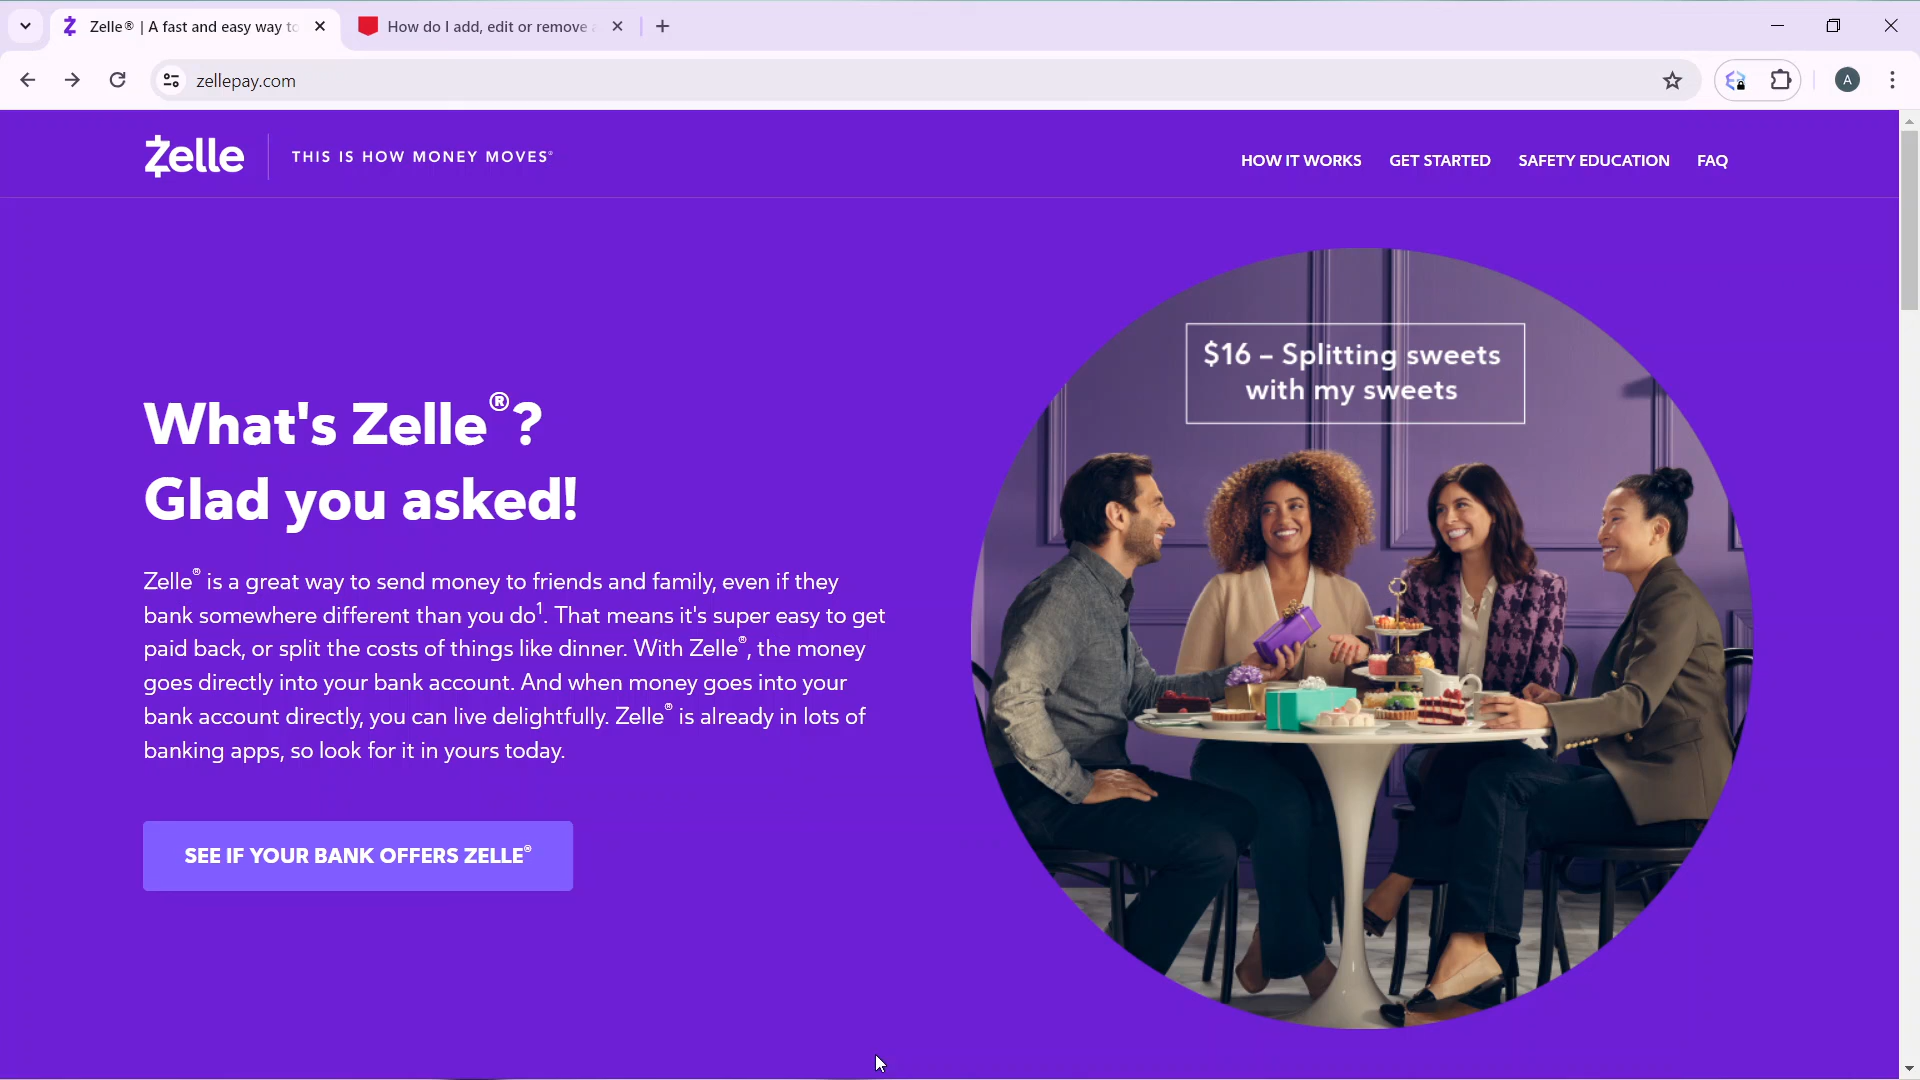 Zelle® | A fast and easy way to
How do I add, edit or remove a
zellepay.com
A
Zelle
THIS IS HOW MONEY MOVES®
HOW IT WORKS
GET STARTED
SAFETY EDUCATION
FAQ
$16 – Splitting sweets
with my sweets
What's Zelle®?
Glad you asked!
Zelle® is a great way to send money to friends and family, even if they
bank somewhere different than you do¹. That means it's super easy to get
paid back, or split the costs of things like dinner. With Zelle®, the money
goes directly into your bank account. And when money goes into your
bank account directly, you can live delightfully. Zelle® is already in lots of
banking apps, so look for it in yours today.
SEE IF YOUR BANK OFFERS ZELLE®